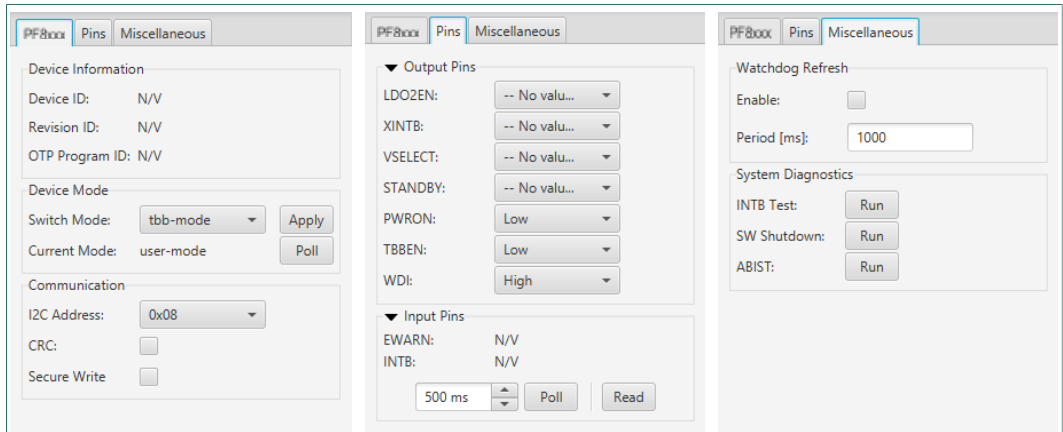 PF8xxx Pins Miscellaneous
Device Information
Device ID: N/V
Revision ID: N/V
OTP Program ID: N/V
Device Mode
Switch Mode: tbb-mode Apply
Current Mode: user-mode Poll
Communication
I2C Address: 0x08
CRC:
Secure Write
PF8xxx Pins Miscellaneous
Output Pins
LDO2EN: -- No valu...
XINTB: -- No valu...
VSELECT: -- No valu...
STANDBY: -- No valu...
PWRON: Low
TBBEN: Low
WDI: High
Input Pins
EWARN: N/V
INTB: N/V
500 ms Poll Read
PF8xxx Pins Miscellaneous
Watchdog Refresh
Enable:
Period [ms]: 1000
System Diagnostics
INTB Test: Run
SW Shutdown: Run
ABIST: Run